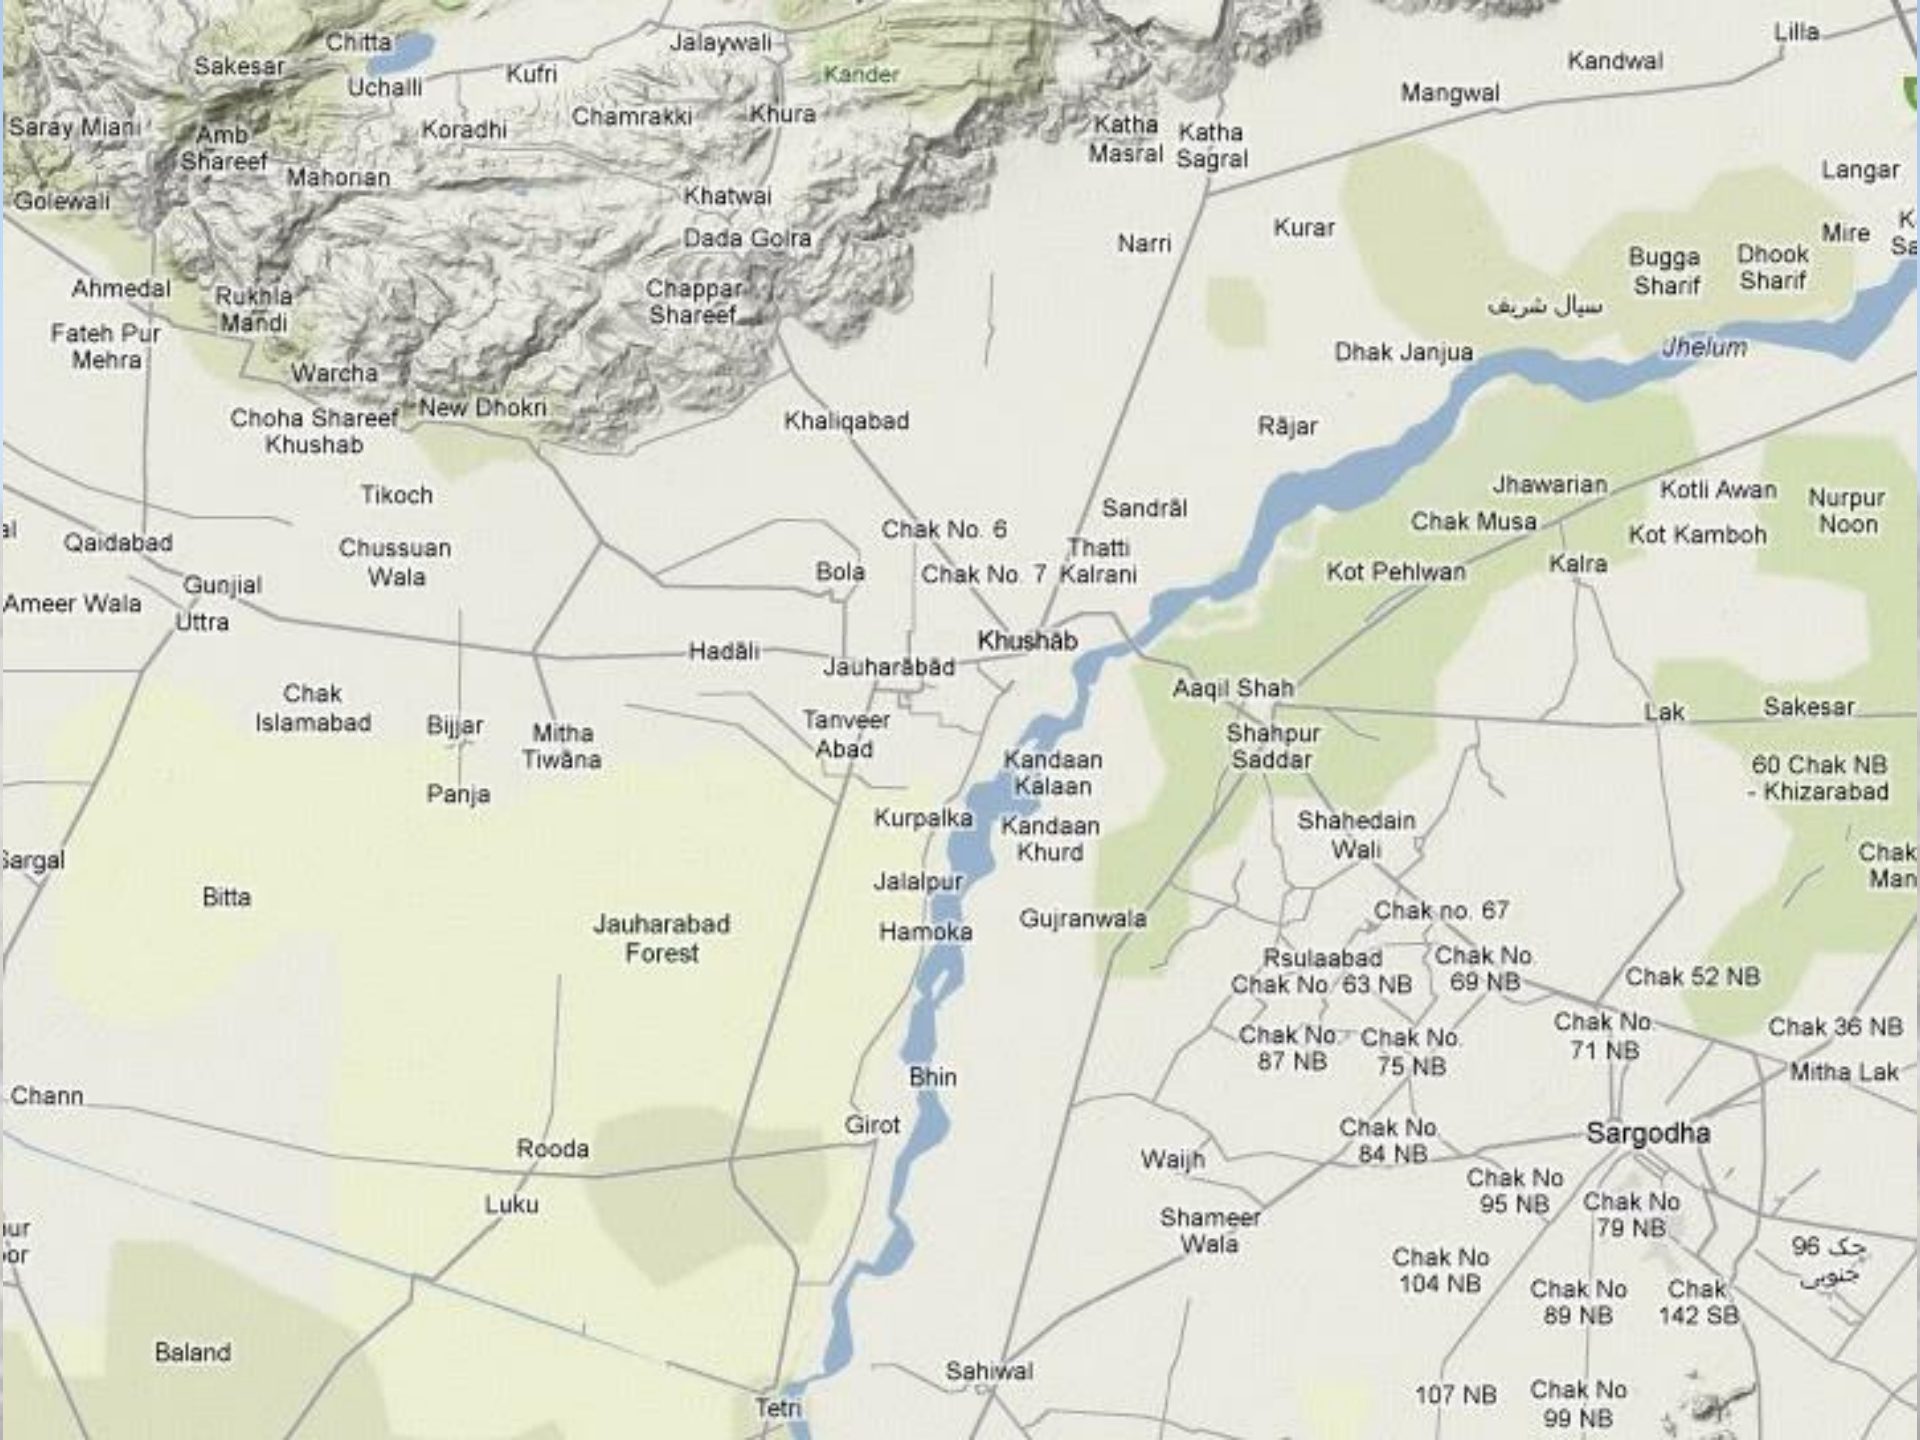 Lilla
Chitta
Jalaywali
Kandwal
Sakesar
Kufri
Kander
Uchalli
Mangwal
Saray Miani
Koradhi
Chamrakki
Khura
Katha
Masral
Katha
Sagral
Amb
Shareef
Mahorian
Langar
Golewali
Khatwai
Narri
Kurar
Mire
Dada Golra
Bugga
Sharif
Dhook
Sharif
Ahmedal
Rukhla
Mandi
Chappar
Shareef
سيال شريف
Fateh Pur
Mehra
Dhak Janjua
Jhelum
Warcha
New Dhokri
Choha Shareef
Khushab
Khaliqabad
Rājar
Tikoch
Jhawarian
Kotli Awan
Nurpur
Noon
Sandrāl
Chak Musa
Qaidabad
Chussuan
Wala
Chak No. 6
Thatti
Kalrani
Kot Kamboh
Gunjial
Bola
Chak No. 7
Kot Pehlwan
Kalra
Ameer Wala
Uttra
Hadāli
Jauharābād
Khushāb
Chak
Islamabad
Aaqil Shah
Lak
Sakesar
Bijjar
Mitha
Tiwāna
Tanveer
Abad
Shahpur
Saddar
Kandaan
Kalaan
60 Chak NB
- Khizarabad
Panja
Kurpalka
Kandaan
Khurd
Shahedain
Wali
Chak
Man
Sargal
Bitta
Jalalpur
Jauharabad
Forest
Hamoka
Gujranwala
Chak no. 67
Rsulaabad
Chak No. 63 NB
Chak No.
69 NB
Chak 52 NB
Chak No.
87 NB
Chak No.
75 NB
Chak No.
71 NB
Chak 36 NB
Bhin
Mitha Lak
Chann
Girot
Rooda
Waijh
Chak No.
84 NB
Sargodha
Luku
Chak No
95 NB
Chak No
79 NB
Shameer
Wala
Chak No
104 NB
چک 96
جنوبی
Chak No
89 NB
Chak
142 SB
Baland
Sahiwal
Tetri
107 NB
Chak No
99 NB